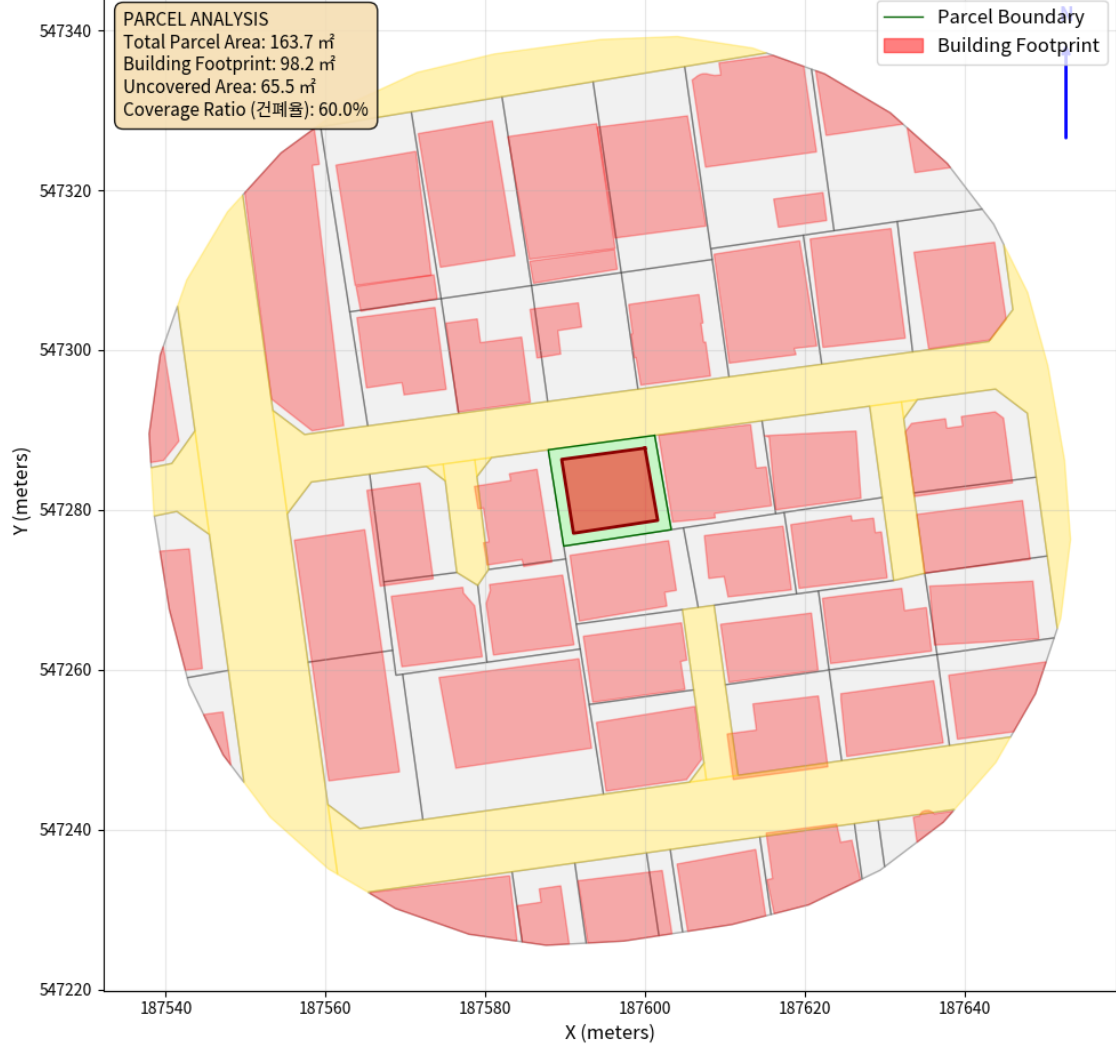 PARCEL ANALYSIS
Total Parcel Area: 163.7 ㎡
Building Footprint: 98.2 ㎡
Uncovered Area: 65.5 ㎡
Coverage Ratio (건폐율): 60.0%
Parcel Boundary
N
Building Footprint
Y (meters)
547340
547320
547300
547280
547260
547240
547220
187540
187560
187580
187600
187620
187640
X (meters)